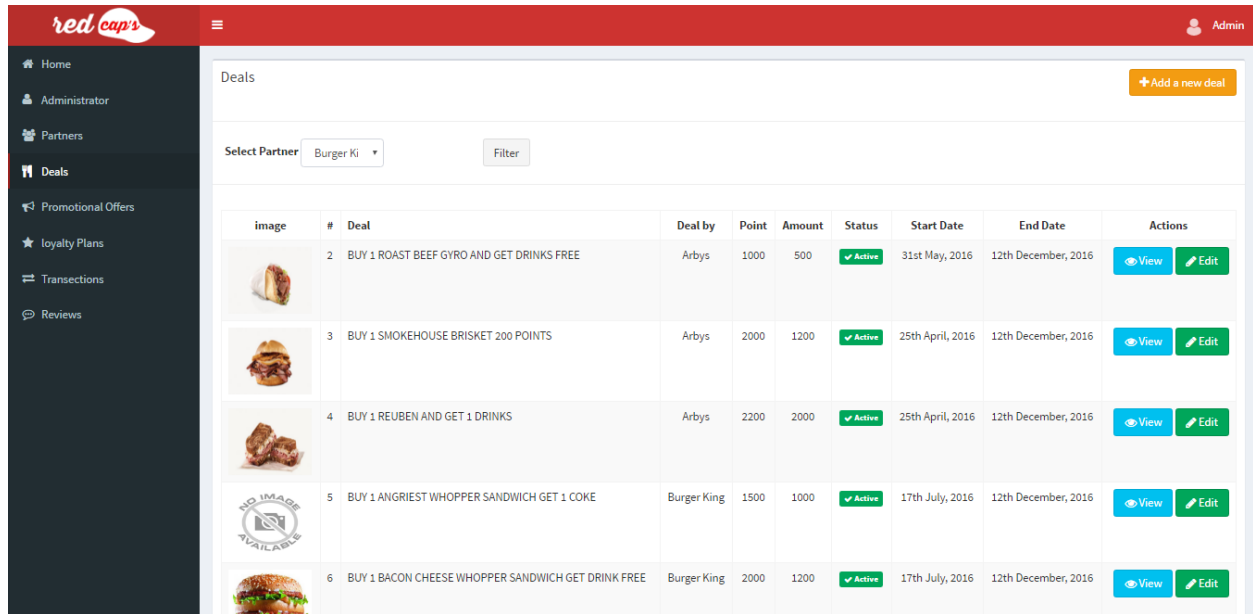 red cap's
Admin
Home
Administrator
Partners
Deals
Promotional Offers
loyalty Plans
Transections
Reviews
Deals
Add a new deal
Select Partner Burger Ki Filter
image # Deal Deal by Point Amount Status Start Date End Date Actions
2 BUY 1 ROAST BEEF GYRO AND GET DRINKS FREE Arbys 1000 500 Active 31st May, 2016 12th December, 2016 View Edit
3 BUY 1 SMOKEHOUSE BRISKET 200 POINTS Arbys 2000 1200 Active 25th April, 2016 12th December, 2016 View Edit
4 BUY 1 REUBEN AND GET 1 DRINKS Arbys 2200 2000 Active 25th April, 2016 12th December, 2016 View Edit
NO IMAGE AVAILABLE
5 BUY 1 ANGRIEST WHOPPER SANDWICH GET 1 COKE Burger King 1500 1000 Active 17th July, 2016 12th December, 2016 View Edit
6 BUY 1 BACON CHEESE WHOPPER SANDWICH GET DRINK FREE Burger King 2000 1200 Active 17th July, 2016 12th December, 2016 View Edit